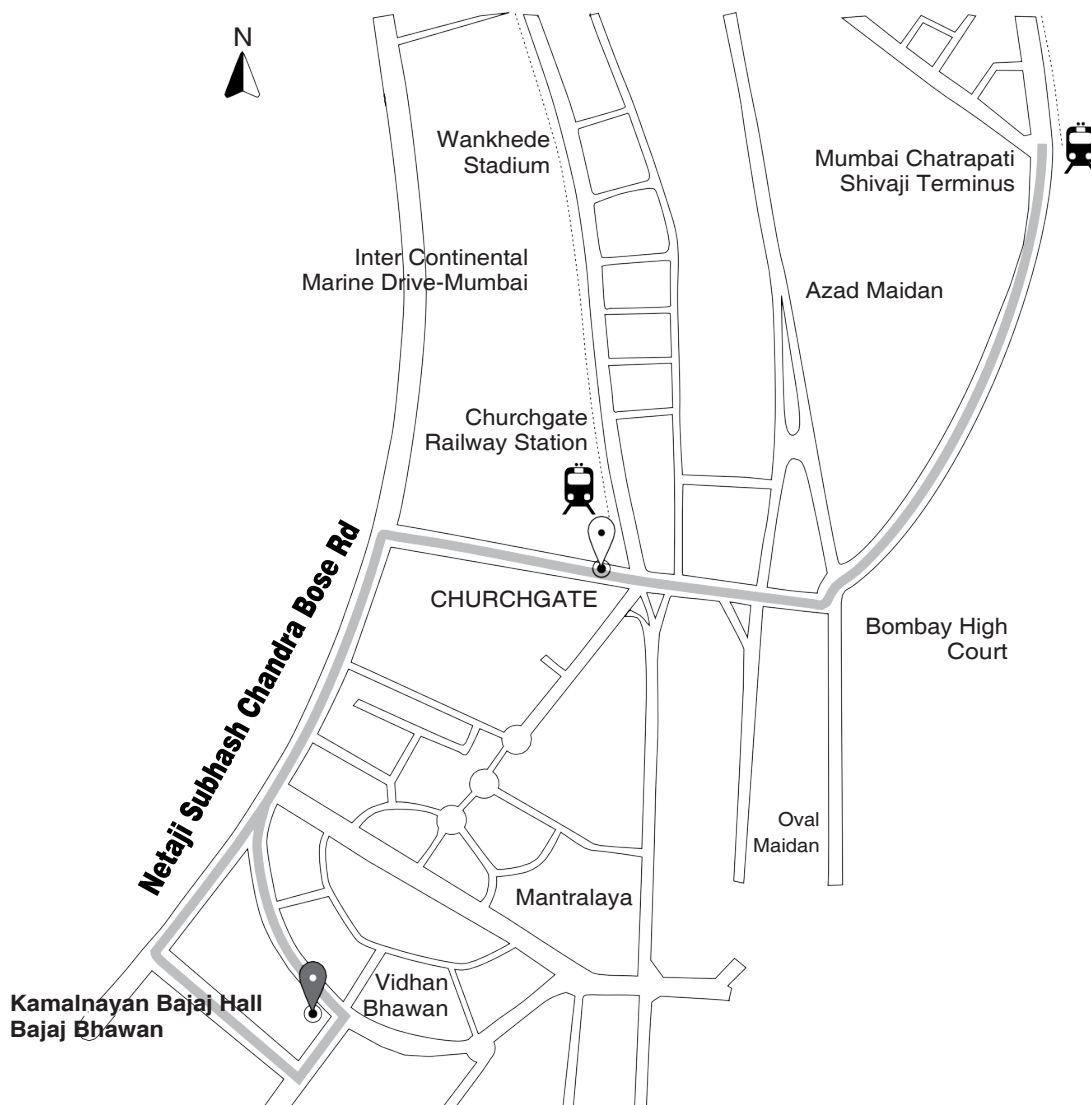 N
Wankhede
Stadium
Mumbai Chatrapati
Shivaji Terminus
Inter Continental
Marine Drive-Mumbai
Azad Maidan
Churchgate
Railway Station
Netaji Subhash Chandra Bose Rd
CHURCHGATE
Bombay High
Court
Oval
Maidan
Mantralaya
Vidhan
Bhawan
Kamalnayan Bajaj Hall
Bajaj Bhawan